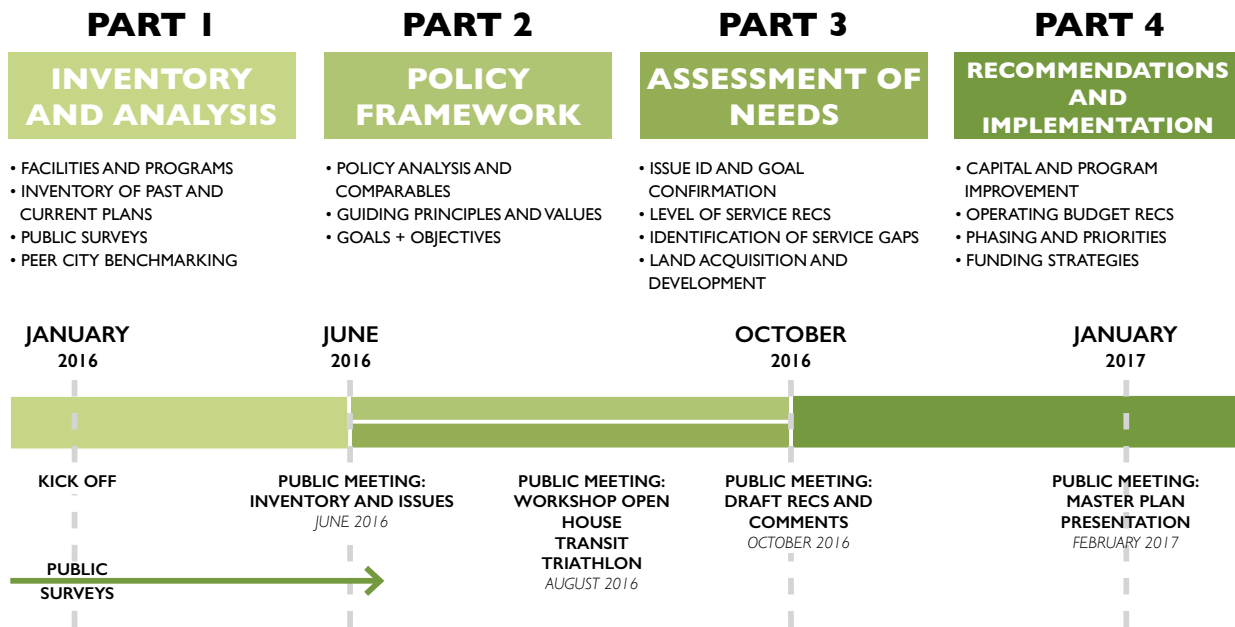 PART 1
INVENTORY
AND ANALYSIS
• FACILITIES AND PROGRAMS
• INVENTORY OF PAST AND
CURRENT PLANS
• PUBLIC SURVEYS
• PEER CITY BENCHMARKING
PART 2
POLICY
FRAMEWORK
• POLICY ANALYSIS AND
COMPARABLES
• GUIDING PRINCIPLES AND VALUES
• GOALS + OBJECTIVES
PART 3
ASSESSMENT OF
NEEDS
• ISSUE ID AND GOAL
CONFIRMATION
• LEVEL OF SERVICE RECS
• IDENTIFICATION OF SERVICE GAPS
• LAND ACQUISITION AND
DEVELOPMENT
PART 4
RECOMMENDATIONS
AND
IMPLEMENTATION
• CAPITAL AND PROGRAM
IMPROVEMENT
• OPERATING BUDGET RECS
• PHASING AND PRIORITIES
• FUNDING STRATEGIES
JANUARY
2016
JUNE
2016
OCTOBER
2016
JANUARY
2017
KICK OFF
PUBLIC MEETING:
INVENTORY AND ISSUES
JUNE 2016
PUBLIC MEETING:
WORKSHOP OPEN
HOUSE
TRANSIT
TRIATHLON
AUGUST 2016
PUBLIC MEETING:
DRAFT RECS AND
COMMENTS
OCTOBER 2016
PUBLIC MEETING:
MASTER PLAN
PRESENTATION
FEBRUARY 2017
PUBLIC
SURVEYS